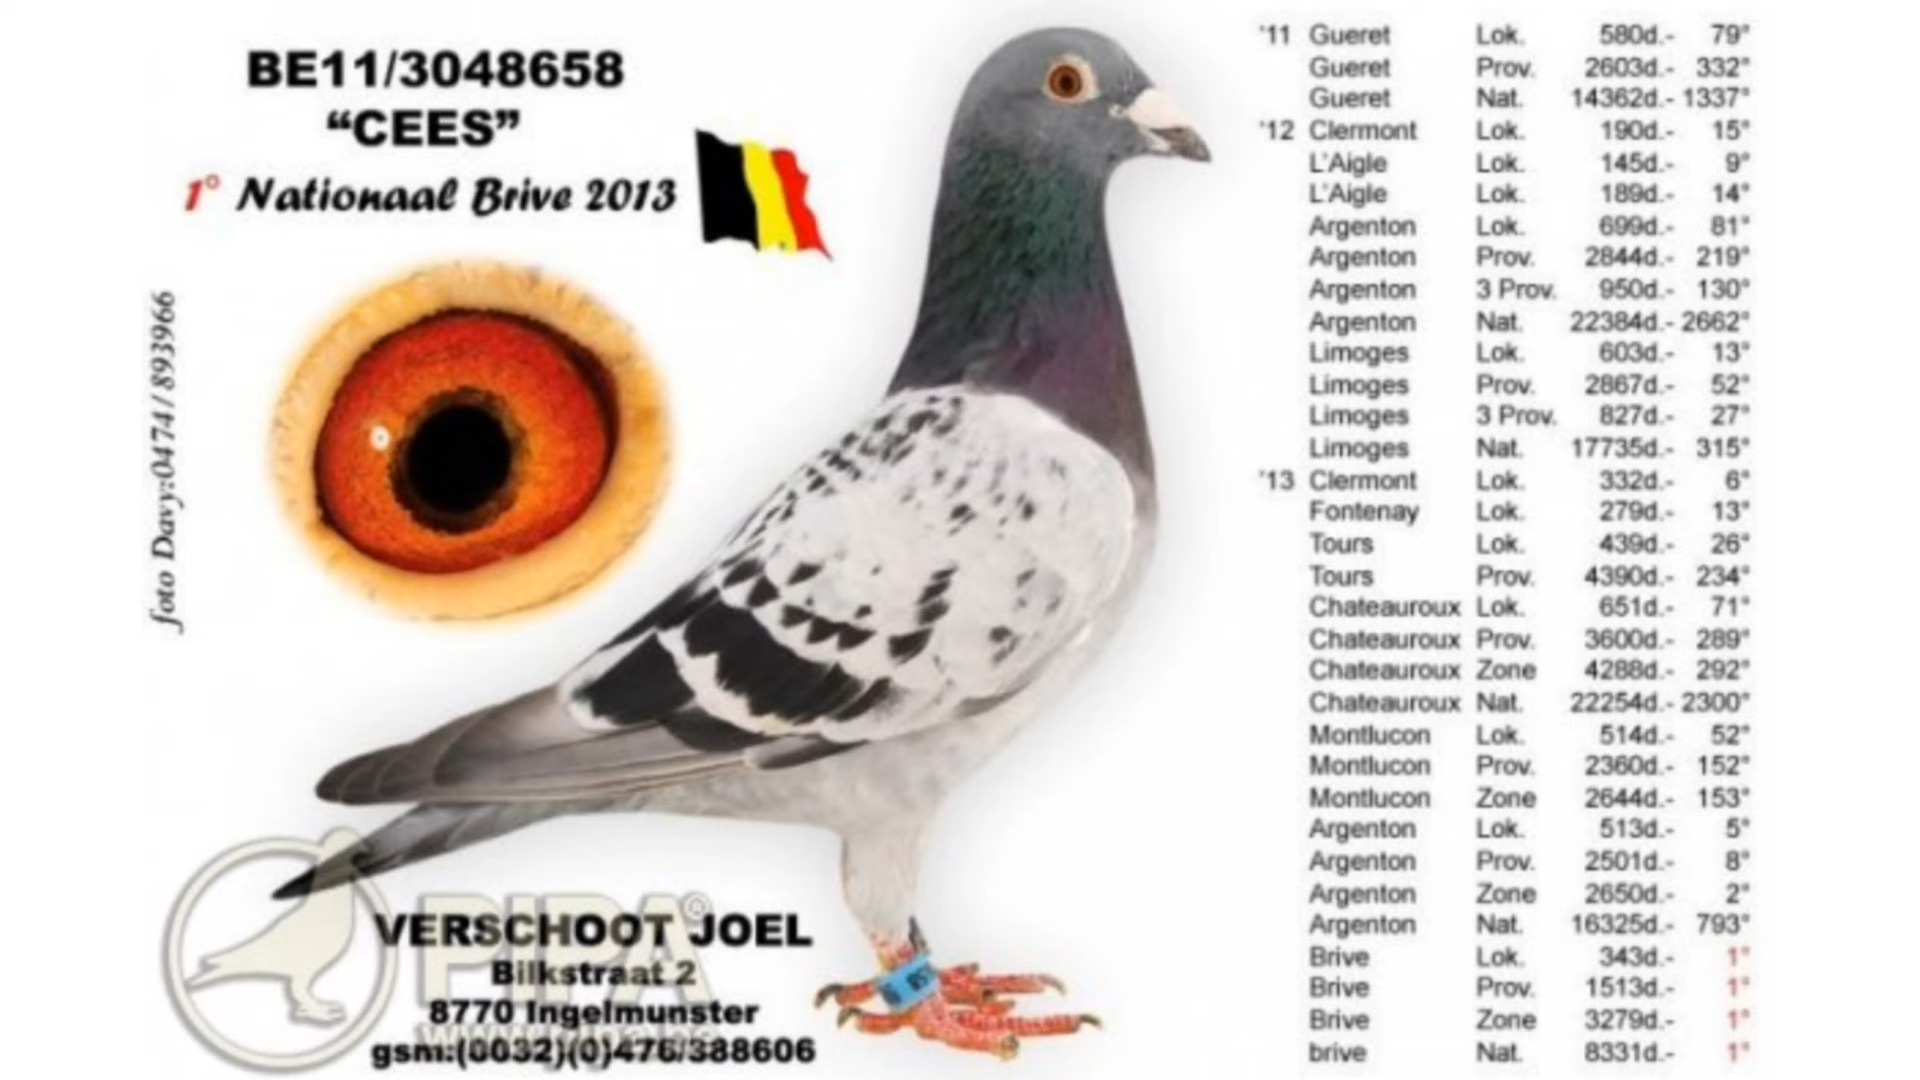 BE11/3048658
“CEES”
1° Nationaal Brive 2013
foto Davy:0474/893966
'11 Gueret Lok. 580d.- 79°
Gueret Prov. 2603d.- 332°
Gueret Nat. 14362d.- 1337°
'12 Clermont Lok. 190d.- 15°
L'Aigle Lok. 145d.- 9°
L'Aigle Lok. 189d.- 14°
Argenton Lok. 699d.- 81°
Argenton Prov. 2844d.- 219°
Argenton 3 Prov. 950d.- 130°
Argenton Nat. 22384d.- 2662°
Limoges Lok. 603d.- 13°
Limoges Prov. 2867d.- 52°
Limoges 3 Prov. 827d.- 27°
Limoges Nat. 17735d.- 315°
'13 Clermont Lok. 332d.- 6°
Fontenay Lok. 279d.- 13°
Tours Lok. 439d.- 26°
Tours Prov. 4390d.- 234°
Chateauroux Lok. 651d.- 71°
Chateauroux Prov. 3600d.- 289°
Chateauroux Zone 4288d.- 292°
Chateauroux Nat. 22254d.- 2300°
Montlucon Lok. 514d.- 52°
Montlucon Prov. 2360d.- 152°
Montlucon Zone 2644d.- 153°
Argenton Lok. 513d.- 5°
Argenton Prov. 2501d.- 8°
Argenton Zone 2650d.- 2°
Argenton Nat. 16325d.- 793°
Brive Lok. 343d.- 1°
Brive Prov. 1513d.- 1°
Brive Zone 3279d.- 1°
brive Nat. 8331d.- 1°
PIPA®
VERSCHOOT JOEL
Bilkstraat 2
8770 Ingelmunster
gsm:(0032)(0)476/388606